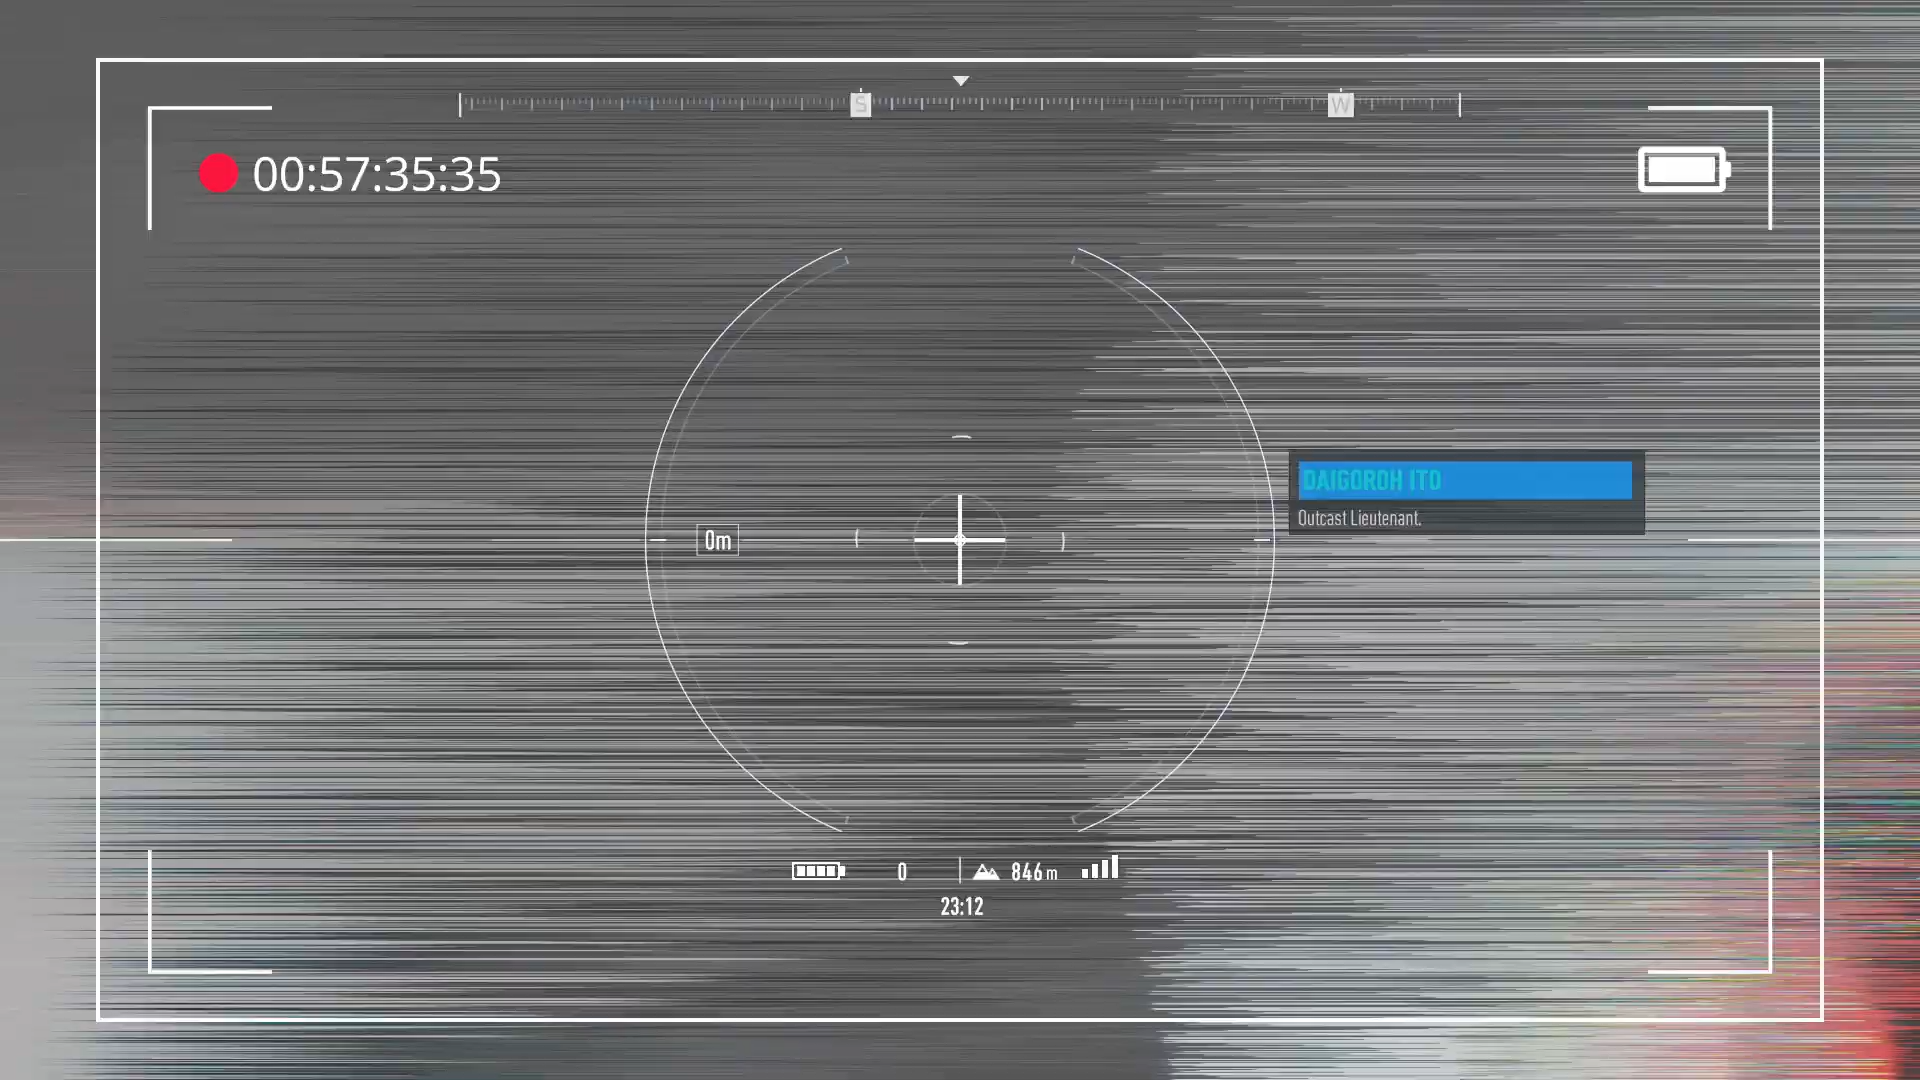 S W
00:57:35:35
DAIGOROH ITO
Outcast Lieutenant.
0m
0 846 m
23:12